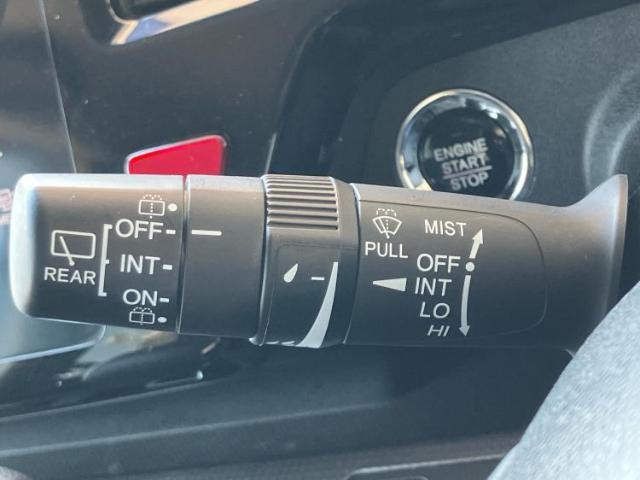 ENGINE
START
STOP
OFF
INT
ON
REAR
PULL
MIST
OFF
INT
LO
HI